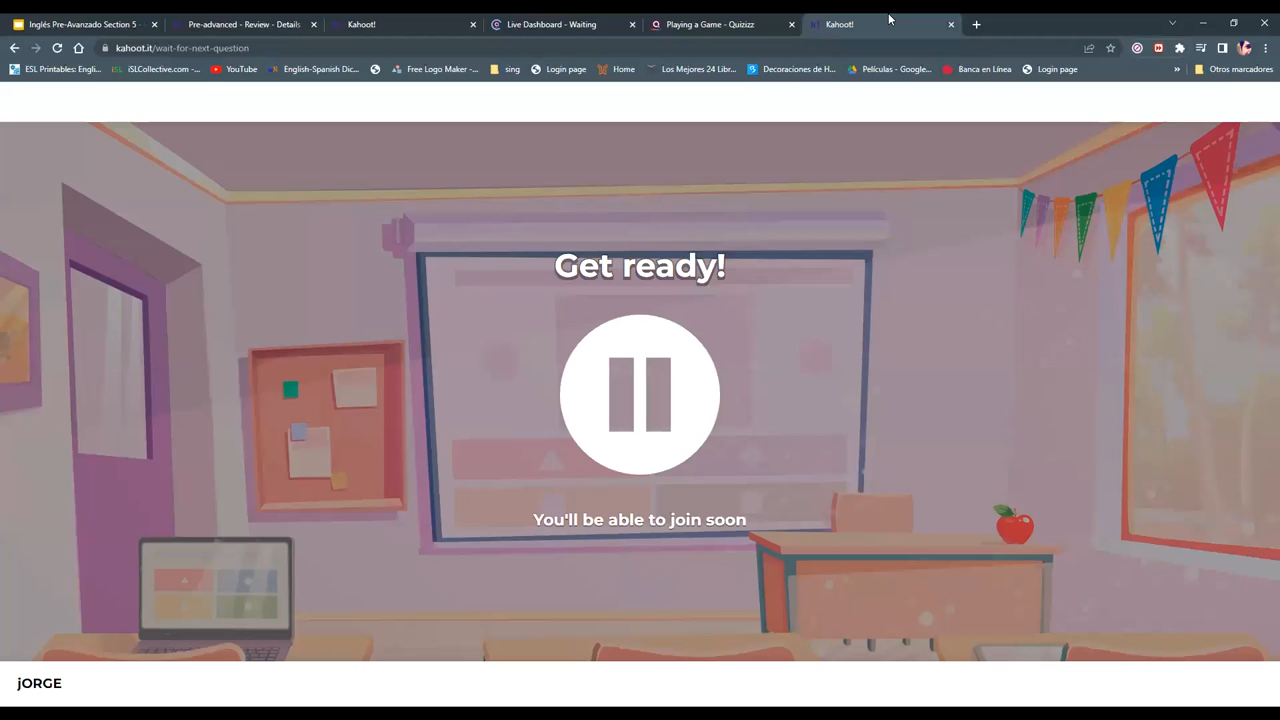 Inglés Pre-Avanzado Section 5 -
Pre-advanced - Review - Details
Kahoot!
Live Dashboard - Waiting
Playing a Game - Quizizz
Kahoot!
kahoot.it/wait-for-next-question
ESL Printables: Engli...
iSLCollective.com -...
YouTube
English-Spanish Dic...
Free Logo Maker -...
sing
Login page
Home
Los Mejores 24 Libr...
Decoraciones de H...
Películas - Google...
Banca en Línea
Login page
»
Otros marcadores
Get ready!
You'll be able to join soon
jORGE